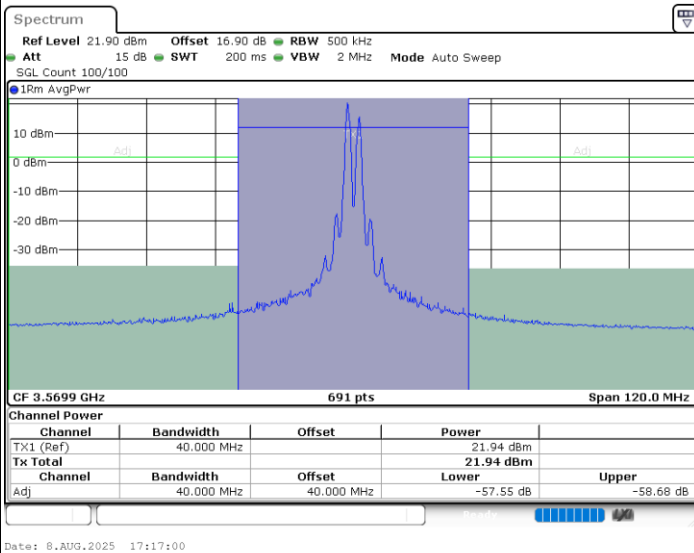 Spectrum
Ref Level 21.90 dBm Offset 16.90 dB RBW 500 kHz
Att 15 dB SWT 200 ms VBW 2 MHz Mode Auto Sweep
SGL Count 100/100
1Rm AvgPwr
10 dBm
Adj Adj
0 dBm
-10 dBm
-20 dBm
-30 dBm
CF 3.5699 GHz 691 pts Span 120.0 MHz
Channel Power
Channel Bandwidth Offset Power
TX1 (Ref) 40.000 MHz 21.94 dBm
Tx Total 21.94 dBm
Channel Bandwidth Offset Lower Upper
Adj 40.000 MHz 40.000 MHz -57.55 dB -58.68 dB
Ready
Date: 8.AUG.2025 17:17:00